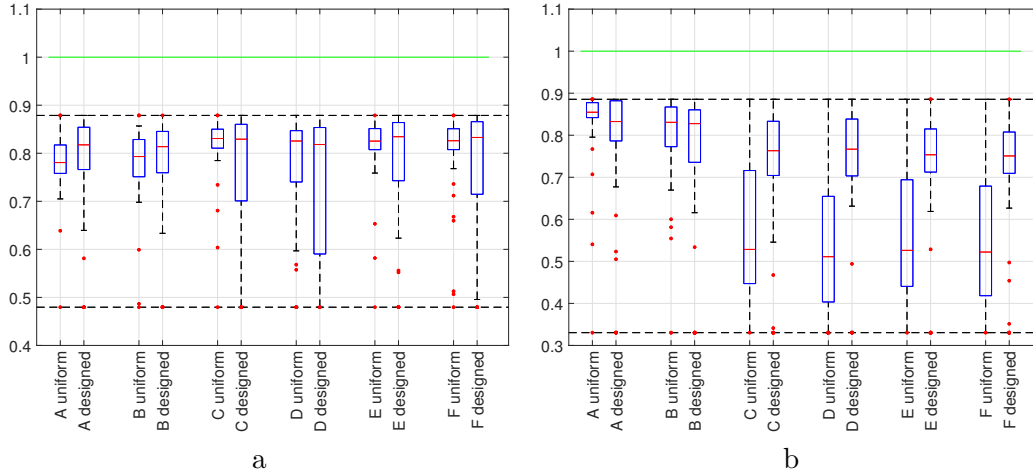 1.1
1
0.9
0.8
0.7
0.6
0.5
0.4
A uniform
A designed
B uniform
B designed
C uniform
C designed
D uniform
D designed
E uniform
E designed
F uniform
F designed
a
1.1
1
0.9
0.8
0.7
0.6
0.5
0.4
0.3
A uniform
A designed
B uniform
B designed
C uniform
C designed
D uniform
D designed
E uniform
E designed
F uniform
F designed
b